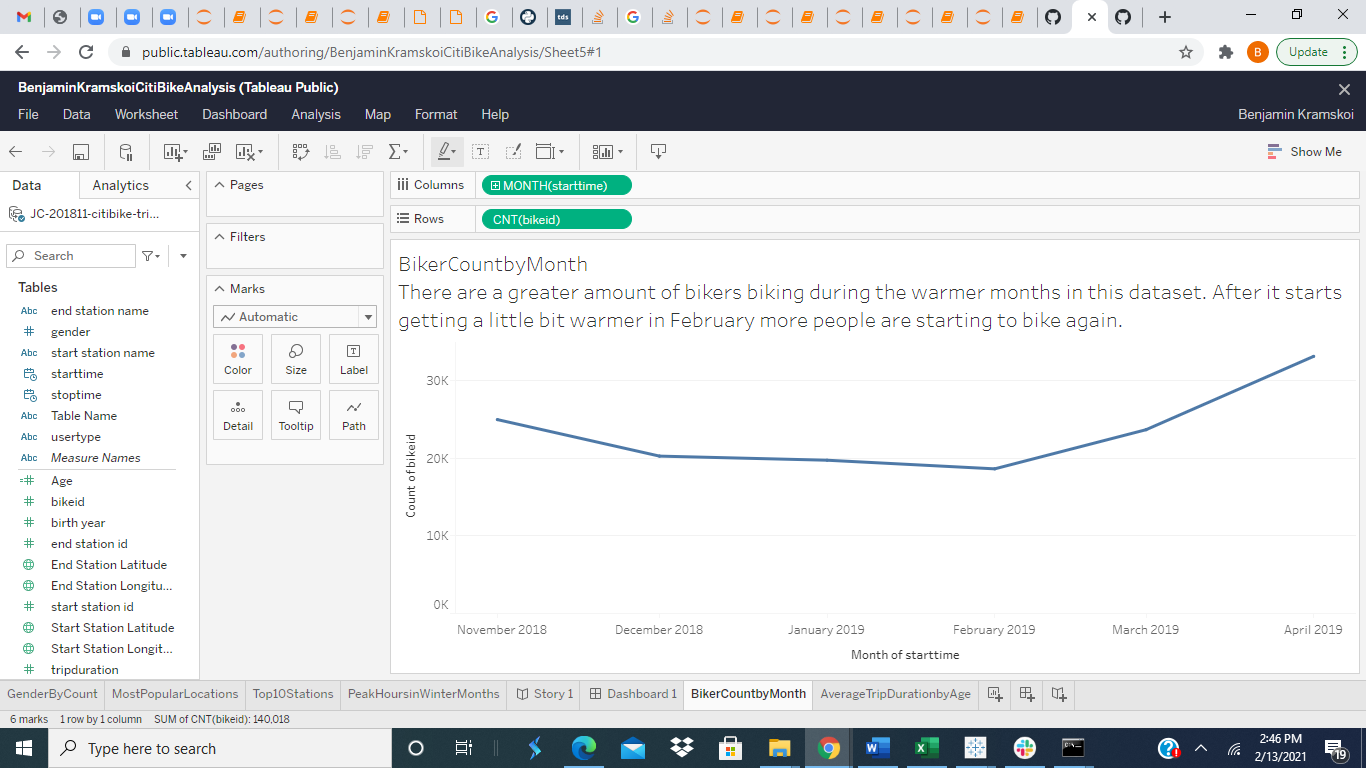 public.tableau.com/authoring/BenjaminKramskoiCitiBikeAnalysis/Sheet5#1
B
Update
BenjaminKramskoiCitiBikeAnalysis (Tableau Public)
File Data Worksheet Dashboard Analysis Map Format Help
Benjamin Kramskoi
Show Me
Data Analytics
Pages
Columns
MONTH(starttime)
JC-201811-citibike-tri...
Rows
CNT(bikeid)
Filters
Search
Tables
Abc end station name
gender
Abc start station name
starttime
stoptime
Abc Table Name
Abc usertype
Abc Measure Names
Age
bikeid
birth year
end station id
End Station Latitude
End Station Longitu...
start station id
Start Station Latitude
Start Station Longit...
tripduration
Marks
Automatic
Color Size Label
Detail Tooltip Path
BikerCountbyMonth
There are a greater amount of bikers biking during the warmer months in this dataset. After it starts
getting a little bit warmer in February more people are starting to bike again.
30K
20K
10K
0K
Count of bikeid
November 2018 December 2018 January 2019 February 2019 March 2019 April 2019
Month of starttime
GenderByCount MostPopularLocations Top10Stations PeakHoursinWinterMonths Story 1 Dashboard 1 BikerCountbyMonth AverageTripDurationbyAge
6 marks 1 row by 1 column SUM of CNT(bikeid): 140,018
Type here to search
2:46 PM
2/13/2021
19